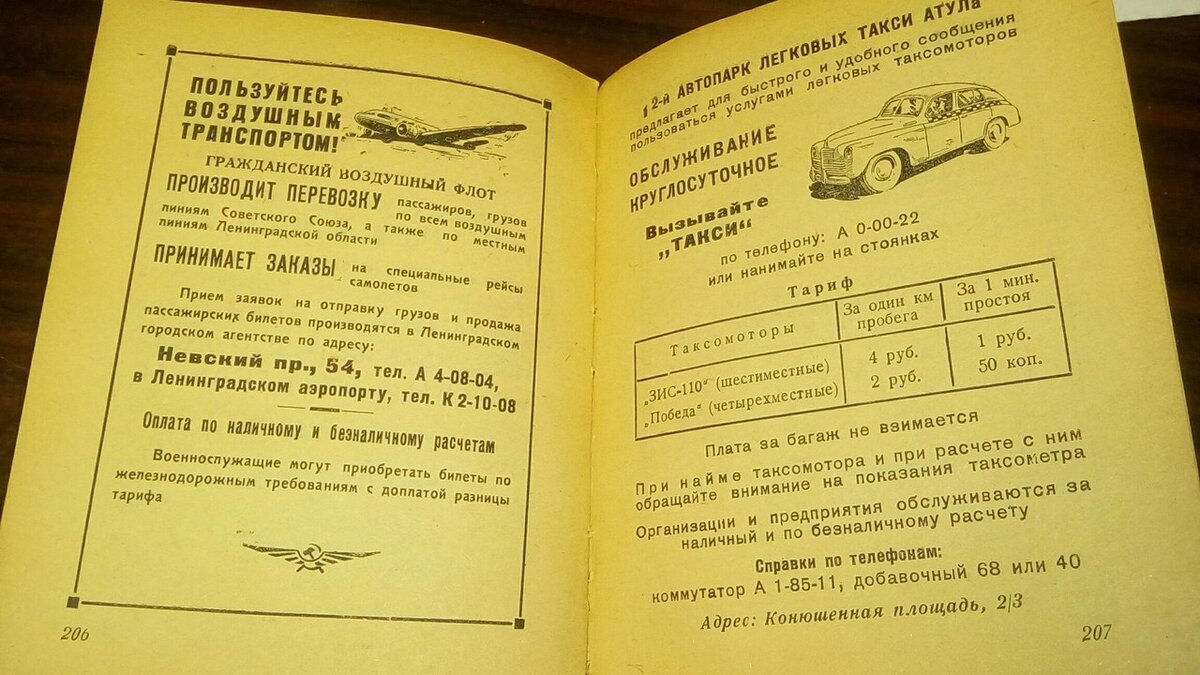 ПОЛЬЗУЙТЕСЬ
ВОЗДУШНЫМ
ТРАНСПОРТОМ!
ГРАЖДАНСКИЙ ВОЗДУШНЫЙ ФЛОТ
ПРОИЗВОДИТ ПЕРЕВОЗКУ пассажиров, грузов
по всем воздушным
линиям Советского Союза, а также по местным
линиям Ленинградской области
ПРИНИМАЕТ ЗАКАЗЫ на специальные рейсы
самолетов
Прием заявок на отправку грузов и продажа
пассажирских билетов производятся в Ленинградском
городском агентстве по адресу:
Невский пр., 54, тел. А 4-08-04,
в Ленинградском аэропорту, тел. К 2-10-08
Оплата по наличному и безналичному расчетам
Военнослужащие могут приобретать билеты по
железнодорожным требованиям с доплатой разницы
тарифа
206
12-й АВТОПАРК ЛЕГКОВЫХ ТАКСИ АТУЛа
предлагает для быстрого и удобного сообщения
пользоваться услугами легковых таксомоторов
ОБСЛУЖИВАНИЕ
КРУГЛОСУТОЧНОЕ
Вызывайте
„ТАКСИ“
по телефону: А 0-00-22
или нанимайте на стоянках
Тариф
Таксомоторы За один км пробега За 1 мин. простоя
„ЗИС-110“ (шестиместные) 4 руб. 1 руб.
„Победа“ (четырехместные) 2 руб. 50 коп.
Плата за багаж не взимается
При найме таксомотора и при расчете с ним
обращайте внимание на показания таксометра
Организации и предприятия обслуживаются за
наличный и по безналичному расчету
Справки по телефонам:
коммутатор А 1-85-11, добавочный 68 или 40
Адрес: Конюшенная площадь, 2/3
207